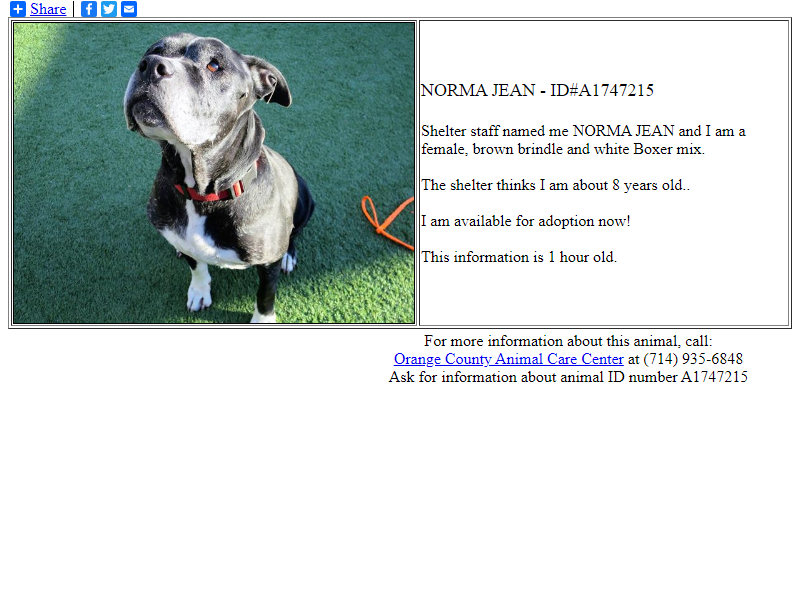 Share
NORMA JEAN - ID#A1747215
Shelter staff named me NORMA JEAN and I am a
female, brown brindle and white Boxer mix.
The shelter thinks I am about 8 years old..
I am available for adoption now!
This information is 1 hour old.
For more information about this animal, call:
Orange County Animal Care Center at (714) 935-6848
Ask for information about animal ID number A1747215